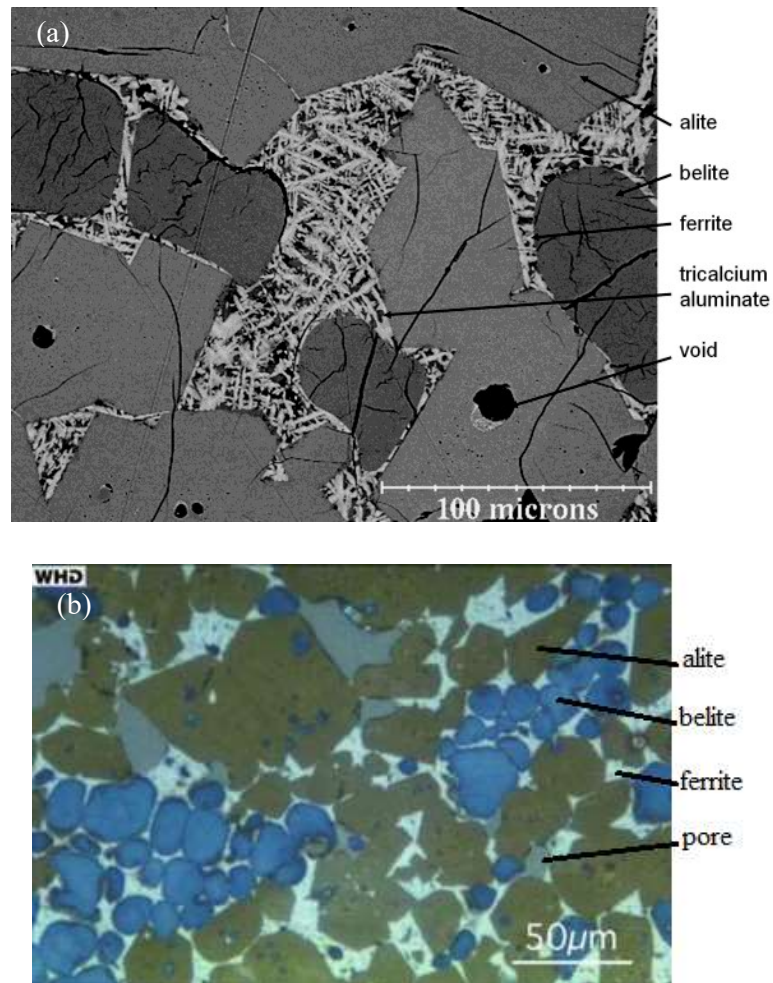 (a)
alite
belite
ferrite
tricalcium
aluminate
void
100 microns
WHD
(b)
alite
belite
ferrite
pore
50μm